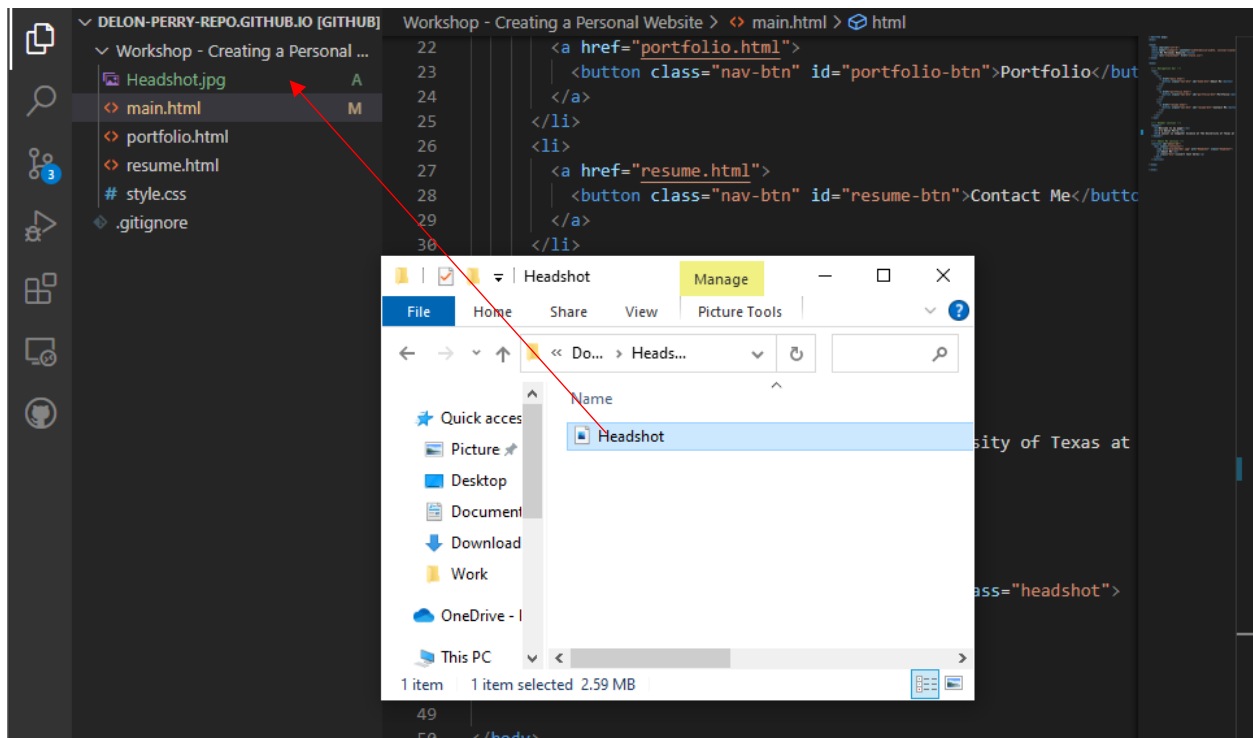 DELON-PERRY-REPO.GITHUB.IO [GITHUB]
Workshop - Creating a Personal ...
Headshot.jpg A
main.html M
portfolio.html
resume.html
style.css
.gitignore
3
Workshop - Creating a Personal Website > main.html > html
22 <a href="portfolio.html">
23 <button class="nav-btn" id="portfolio-btn">Portfolio</but
24 </a>
25 </li>
26 <li>
27 <a href="resume.html">
28 <button class="nav-btn" id="resume-btn">Contact Me</butto
29 </a>
30 </li>
Headshot
Manage
File Home Share View Picture Tools
« Do... > Heads...
Name
Headshot
Quick acces
Picture
Desktop
Document
Download
Work
OneDrive -
This PC
1 item 1 item selected 2.59 MB
sity of Texas at
ass="headshot">
49
50 </body>